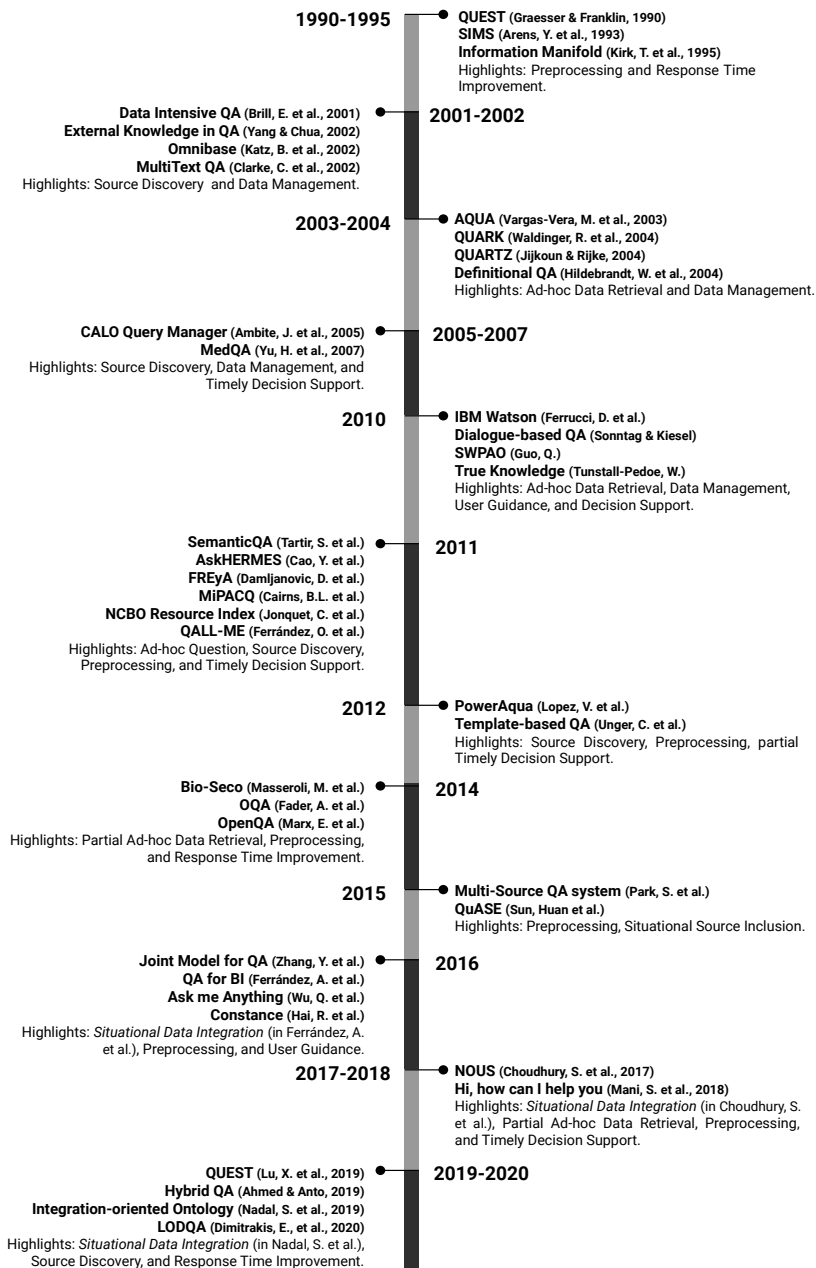 1990-1995
QUEST (Graesser & Franklin, 1990)
SIMS (Arens, Y. et al., 1993)
Information Manifold (Kirk, T. et al., 1995)
Highlights: Preprocessing and Response Time
Improvement.
2001-2002
Data Intensive QA (Brill, E. et al., 2001)
External Knowledge in QA (Yang & Chua, 2002)
Omnibase (Katz, B. et al., 2002)
MultiText QA (Clarke, C. et al., 2002)
Highlights: Source Discovery and Data Management.
2003-2004
AQUA (Vargas-Vera, M. et al., 2003)
QUARK (Waldinger, R. et al., 2004)
QUARTZ (Jijkoun & Rijke, 2004)
Definitional QA (Hildebrandt, W. et al., 2004)
Highlights: Ad-hoc Data Retrieval and Data Management.
2005-2007
CALO Query Manager (Ambite, J. et al., 2005)
MedQA (Yu, H. et al., 2007)
Highlights: Source Discovery, Data Management, and
Timely Decision Support.
2010
IBM Watson (Ferrucci, D. et al.)
Dialogue-based QA (Sonntag & Kiesel)
SWPAO (Guo, Q.)
True Knowledge (Tunstall-Pedoe, W.)
Highlights: Ad-hoc Data Retrieval, Data Management,
User Guidance, and Decision Support.
2011
SemanticQA (Tartir, S. et al.)
AskHERMES (Cao, Y. et al.)
FREyA (Damljanovic, D. et al.)
MiPACQ (Cairns, B.L. et al.)
NCBO Resource Index (Jonquet, C. et al.)
QALL-ME (Ferrández, O. et al.)
Highlights: Ad-hoc Question, Source Discovery,
Preprocessing, and Timely Decision Support.
2012
PowerAqua (Lopez, V. et al.)
Template-based QA (Unger, C. et al.)
Highlights: Source Discovery, Preprocessing, partial
Timely Decision Support.
2014
Bio-Seco (Masseroli, M. et al.)
OQA (Fader, A. et al.)
OpenQA (Marx, E. et al.)
Highlights: Partial Ad-hoc Data Retrieval, Preprocessing,
and Response Time Improvement.
2015
Multi-Source QA system (Park, S. et al.)
QuASE (Sun, Huan et al.)
Highlights: Preprocessing, Situational Source Inclusion.
2016
Joint Model for QA (Zhang, Y. et al.)
QA for BI (Ferrández, A. et al.)
Ask me Anything (Wu, Q. et al.)
Constance (Hai, R. et al.)
Highlights: Situational Data Integration (in Ferrández, A.
et al.), Preprocessing, and User Guidance.
2017-2018
NOUS (Choudhury, S. et al., 2017)
Hi, how can I help you (Mani, S. et al., 2018)
Highlights: Situational Data Integration (in Choudhury, S.
et al.), Partial Ad-hoc Data Retrieval, Preprocessing,
and Timely Decision Support.
2019-2020
QUEST (Lu, X. et al., 2019)
Hybrid QA (Ahmed & Anto, 2019)
Integration-oriented Ontology (Nadal, S. et al., 2019)
LODQA (Dimitrakis, E., et al., 2020)
Highlights: Situational Data Integration (in Nadal, S. et al.),
Source Discovery, and Response Time Improvement.